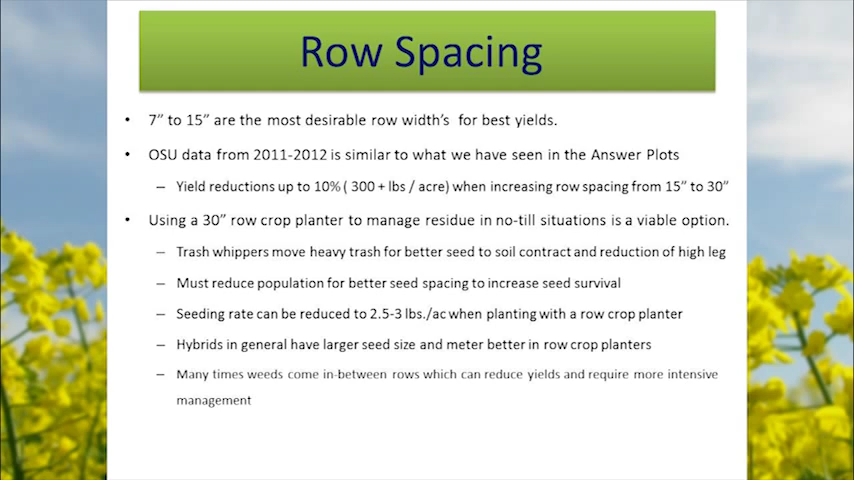 Row Spacing
• 7” to 15” are the most desirable row width’s for best yields.
• OSU data from 2011-2012 is similar to what we have seen in the Answer Plots
– Yield reductions up to 10% ( 300 + lbs / acre) when increasing row spacing from 15” to 30”
• Using a 30” row crop planter to manage residue in no-till situations is a viable option.
– Trash whippers move heavy trash for better seed to soil contract and reduction of high leg
– Must reduce population for better seed spacing to increase seed survival
– Seeding rate can be reduced to 2.5-3 lbs./ac when planting with a row crop planter
– Hybrids in general have larger seed size and meter better in row crop planters
– Many times weeds come in-between rows which can reduce yields and require more intensive
management